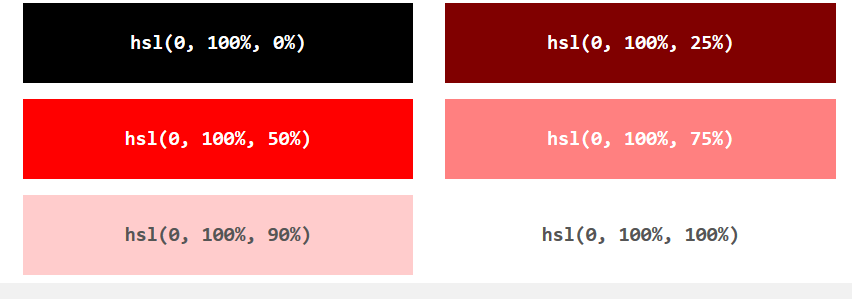 hsl(0, 100%, 0%)
hsl(0, 100%, 25%)
hsl(0, 100%, 50%)
hsl(0, 100%, 75%)
hsl(0, 100%, 90%)
hsl(0, 100%, 100%)